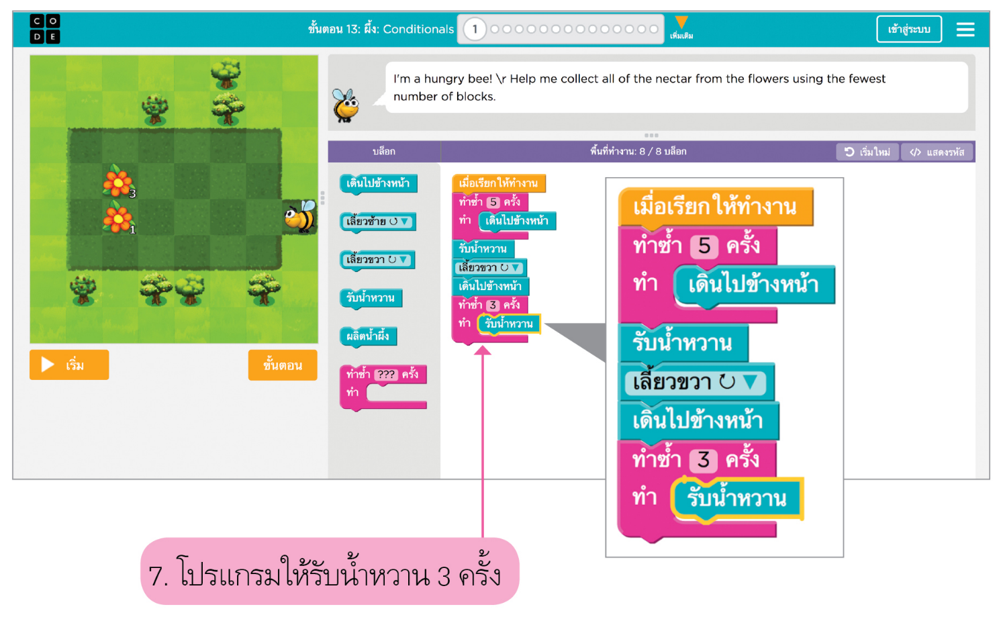 C O
D E
ขั้นตอน 13: ผึ้ง: Conditionals
1
เพิ่มเติม
เข้าสู่ระบบ
I'm a hungry bee! \r Help me collect all of the nectar from the flowers using the fewest
number of blocks.
บล็อก
พื้นที่ทำงาน: 8 / 8 บล็อก
เริ่มใหม่
</> แสดงรหัส
3
1
เริ่ม
ขั้นตอน
เดินไปข้างหน้า
เลี้ยวซ้าย ↺ ▼
เลี้ยวขวา ↻ ▼
รับน้ำหวาน
ผลิตน้ำผึ้ง
ทำซ้ำ ??? ครั้ง
ทำ
เมื่อเรียกให้ทำงาน
ทำซ้ำ 5 ครั้ง
ทำ เดินไปข้างหน้า
รับน้ำหวาน
เลี้ยวขวา ↻ ▼
เดินไปข้างหน้า
ทำซ้ำ 3 ครั้ง
ทำ รับน้ำหวาน
เมื่อเรียกให้ทำงาน
ทำซ้ำ 5 ครั้ง
ทำ เดินไปข้างหน้า
รับน้ำหวาน
เลี้ยวขวา ↻ ▼
เดินไปข้างหน้า
ทำซ้ำ 3 ครั้ง
ทำ รับน้ำหวาน
7. โปรแกรมให้รับน้ำหวาน 3 ครั้ง